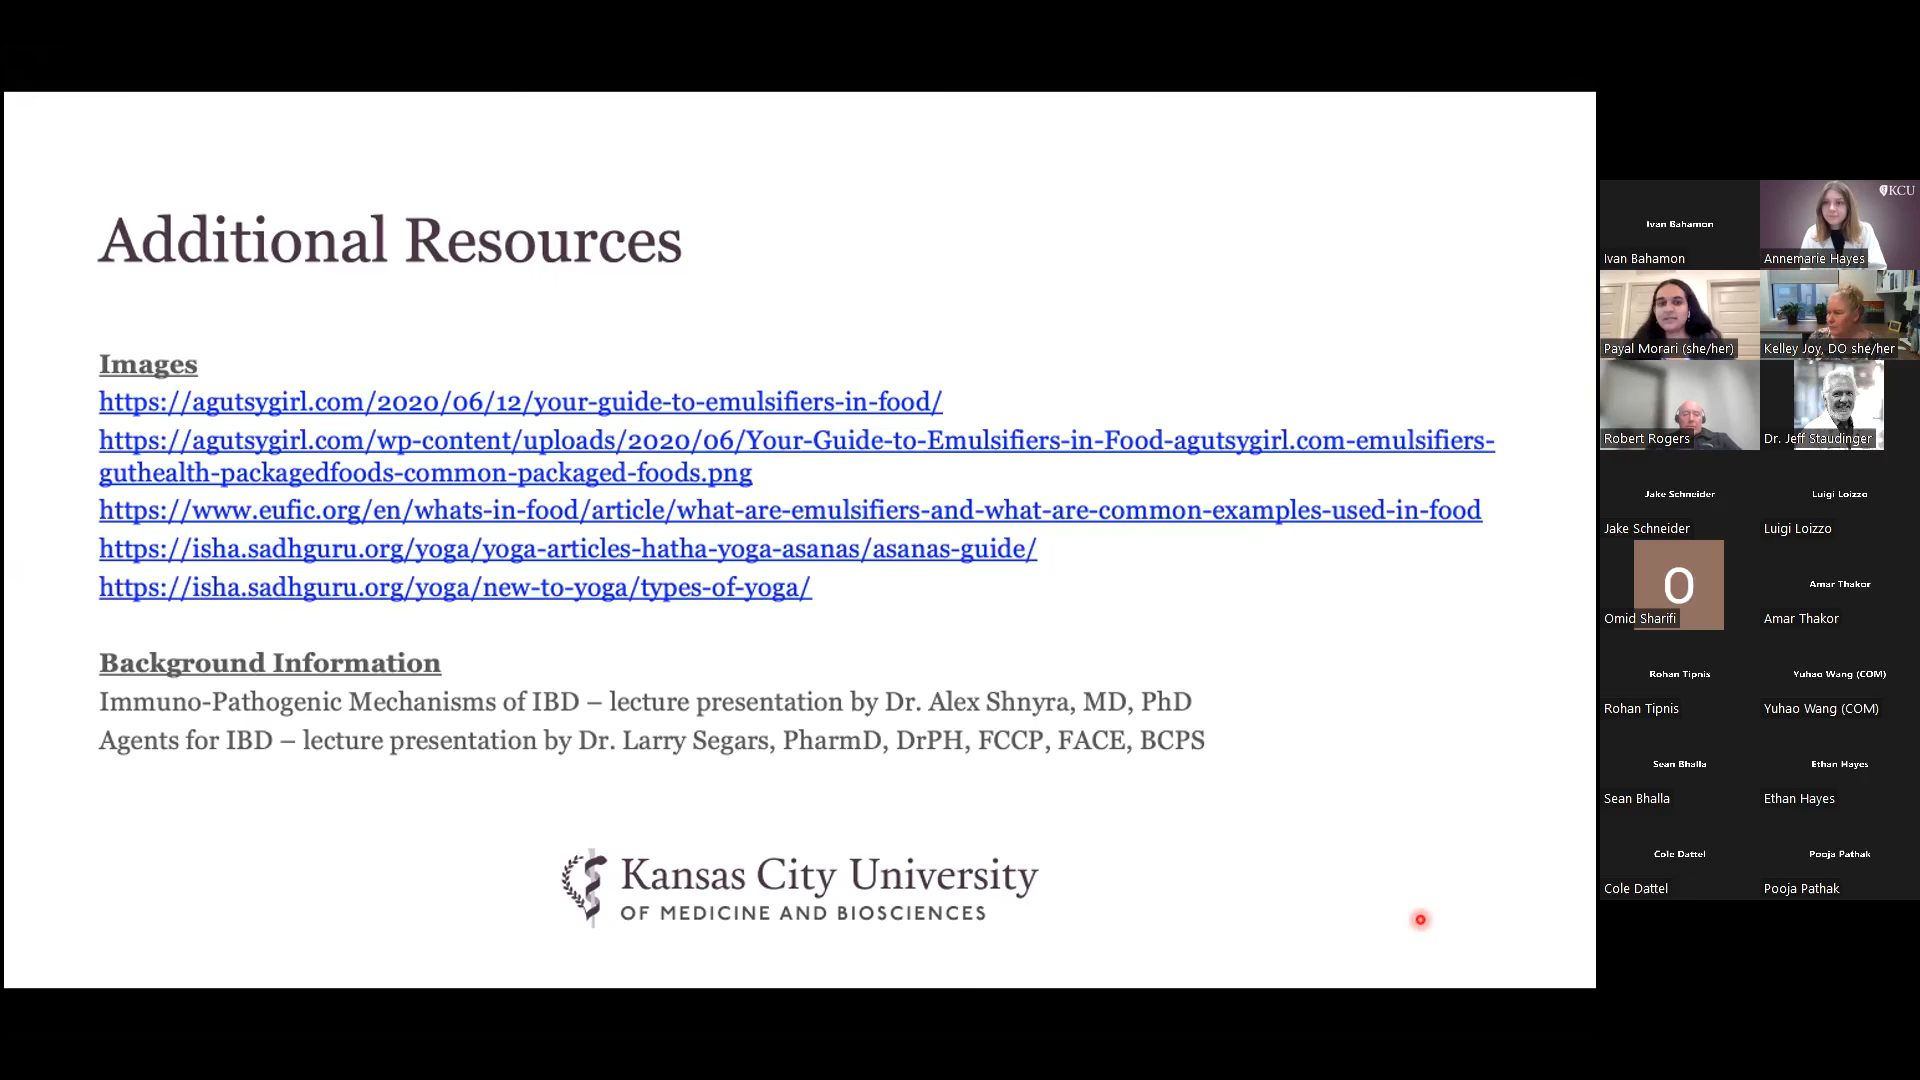 Additional Resources
Images
https://agutsygirl.com/2020/06/12/your-guide-to-emulsifiers-in-food/
https://agutsygirl.com/wp-content/uploads/2020/06/Your-Guide-to-Emulsifiers-in-Food-agutsygirl.com-emulsifiers-
guthealth-packagedfoods-common-packaged-foods.png
https://www.eufic.org/en/whats-in-food/article/what-are-emulsifiers-and-what-are-common-examples-used-in-food
https://isha.sadhguru.org/yoga/yoga-articles-hatha-yoga-asanas/asanas-guide/
https://isha.sadhguru.org/yoga/new-to-yoga/types-of-yoga/
Background Information
Immuno-Pathogenic Mechanisms of IBD – lecture presentation by Dr. Alex Shnyra, MD, PhD
Agents for IBD – lecture presentation by Dr. Larry Segars, PharmD, DrPH, FCCP, FACE, BCPS
Kansas City University
OF MEDICINE AND BIOSCIENCES
Ivan Bahamon
Ivan Bahamon
KCU
Annemarie Hayes
Payal Morari (she/her)
Kelley Joy, DO she/her
Robert Rogers
Dr. Jeff Staudinger
Jake Schneider
Jake Schneider
Luigi Loizzo
Luigi Loizzo
O
Omid Sharifi
Amar Thakor
Amar Thakor
Rohan Tipnis
Rohan Tipnis
Yuhao Wang (COM)
Yuhao Wang (COM)
Sean Bhalla
Sean Bhalla
Ethan Hayes
Ethan Hayes
Cole Dattel
Cole Dattel
Pooja Pathak
Pooja Pathak